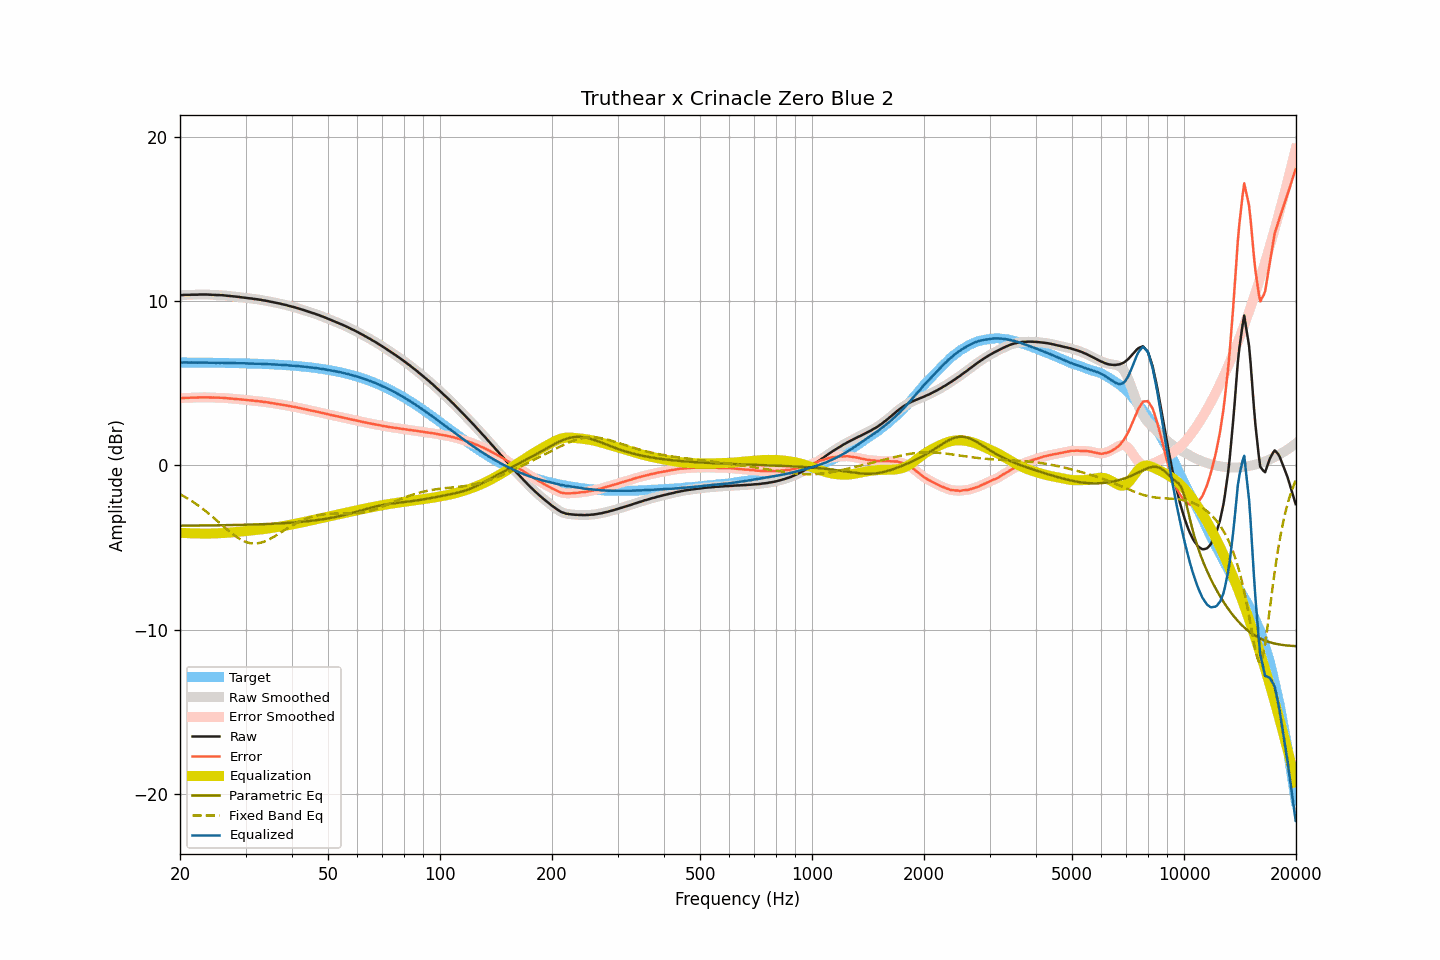 Truthear x Crinacle Zero Blue 2
20
10
0
−10
−20
Amplitude (dBr)
Target
Raw Smoothed
Error Smoothed
Raw
Error
Equalization
Parametric Eq
Fixed Band Eq
Equalized
20 50 100 200 500 1000 2000 5000 10000 20000
Frequency (Hz)